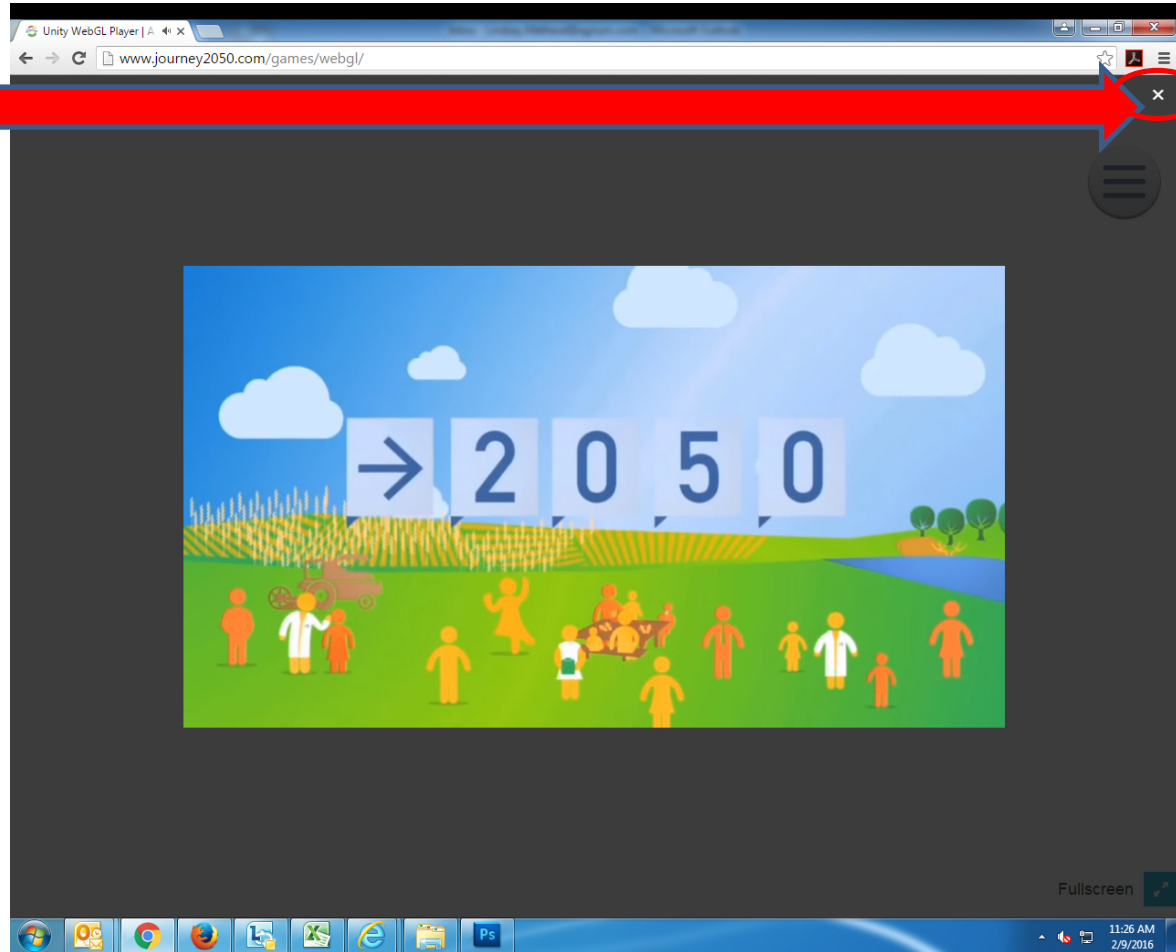 Unity WebGL Player | A
www.journey2050.com/games/webgl/
→ 2 0 5 0
Fullscreen
Ps
11:26 AM
2/9/2016